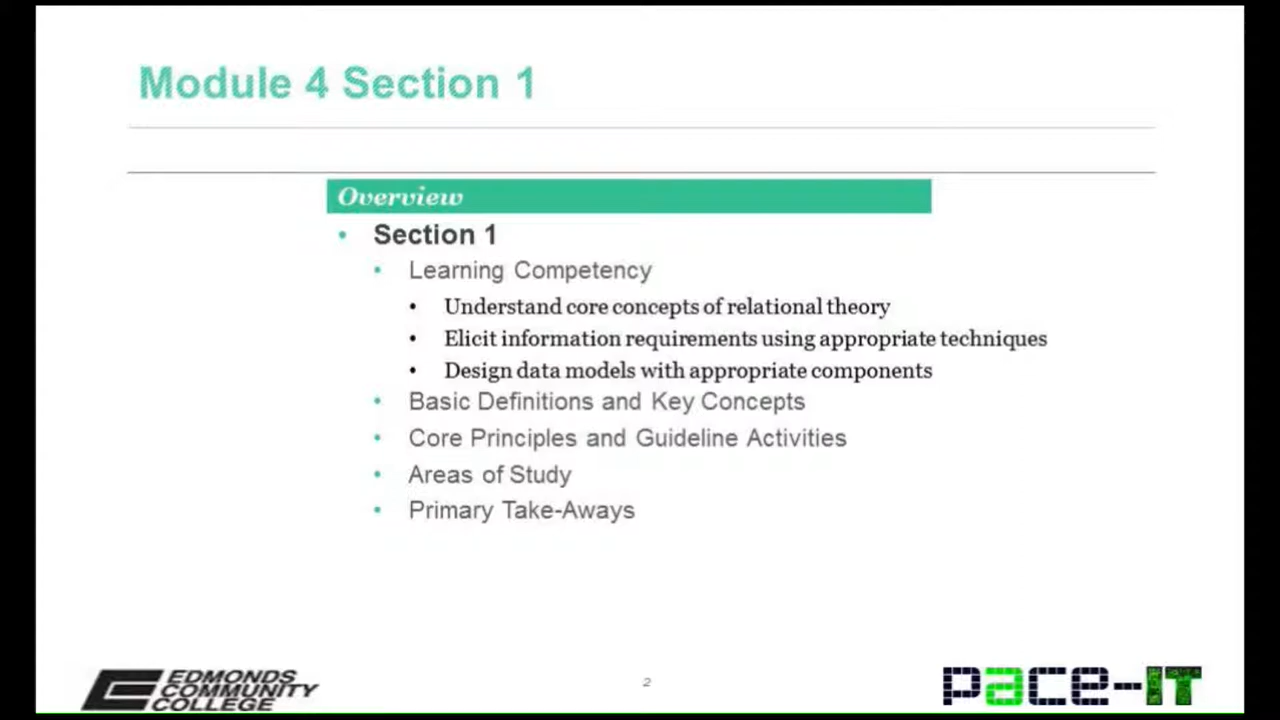 Module 4 Section 1
Overview
• Section 1
• Learning Competency
• Understand core concepts of relational theory
• Elicit information requirements using appropriate techniques
• Design data models with appropriate components
• Basic Definitions and Key Concepts
• Core Principles and Guideline Activities
• Areas of Study
• Primary Take-Aways
EDMONDS
COMMUNITY
COLLEGE
2
pace-IT